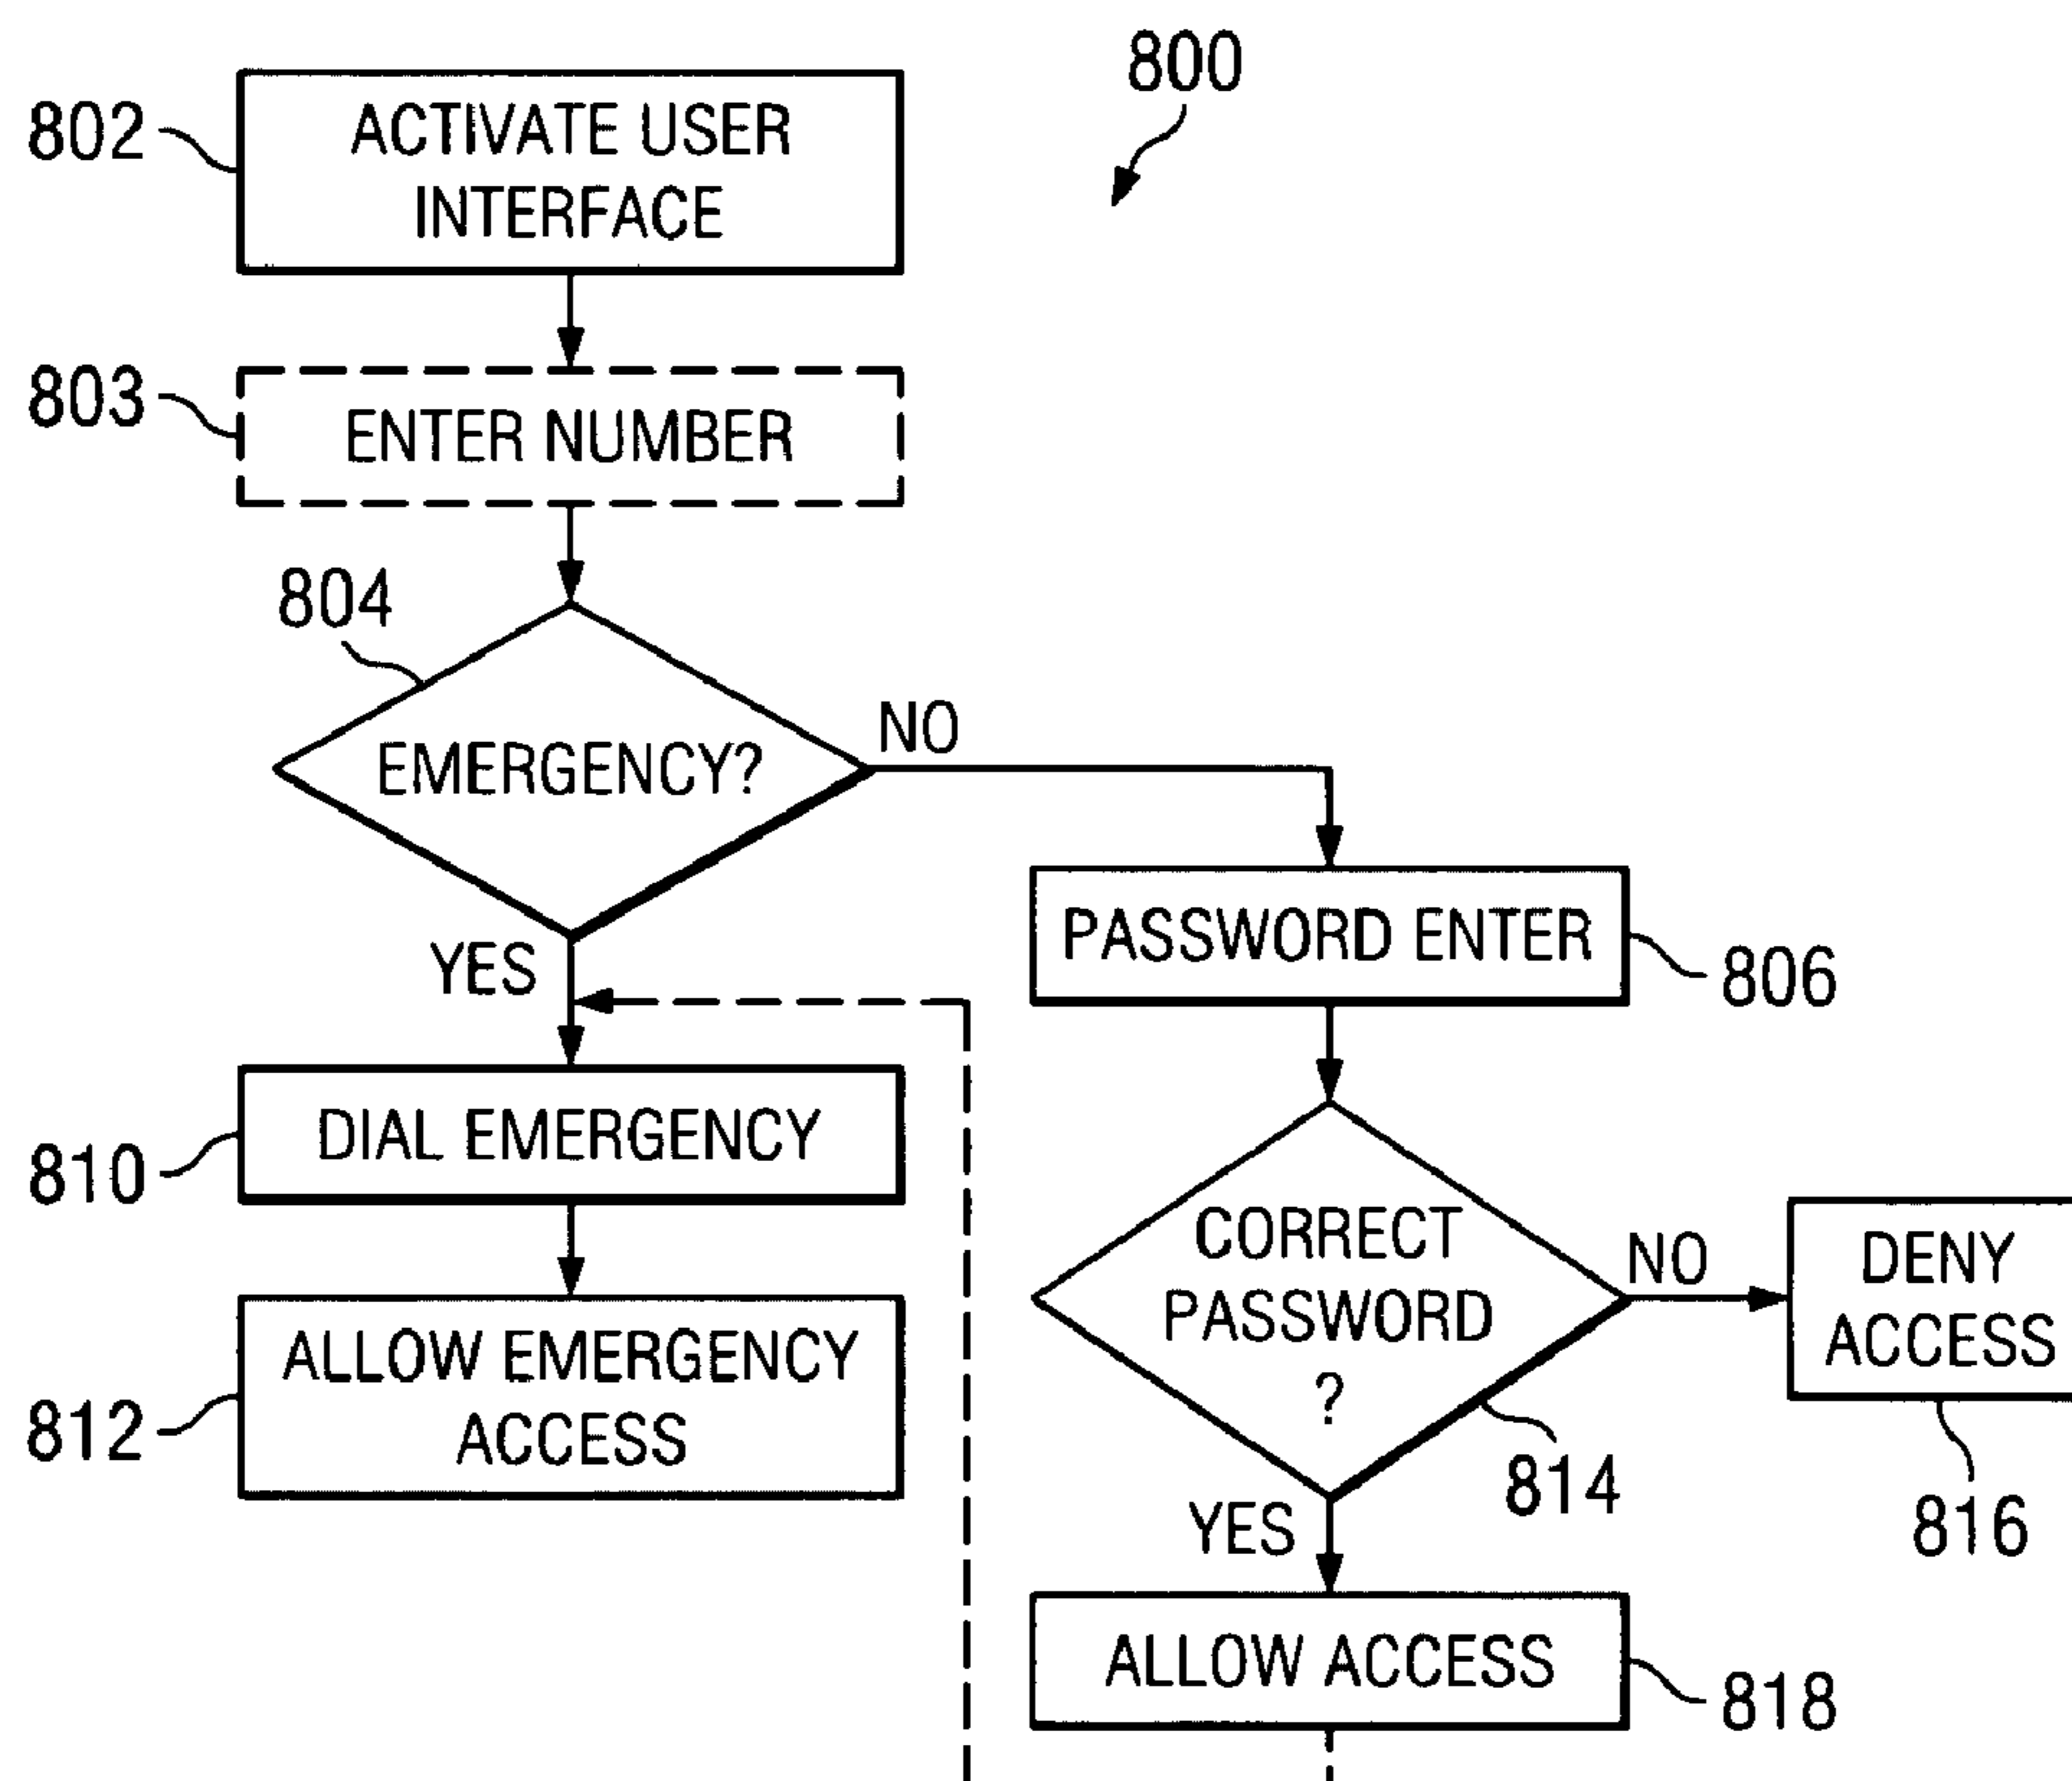 800
802
ACTIVATE USER
INTERFACE
803
ENTER NUMBER
804
EMERGENCY?
NO
YES
PASSWORD ENTER
806
810
DIAL EMERGENCY
812
ALLOW EMERGENCY
ACCESS
CORRECT
PASSWORD
?
814
NO
DENY
ACCESS
816
YES
ALLOW ACCESS
818